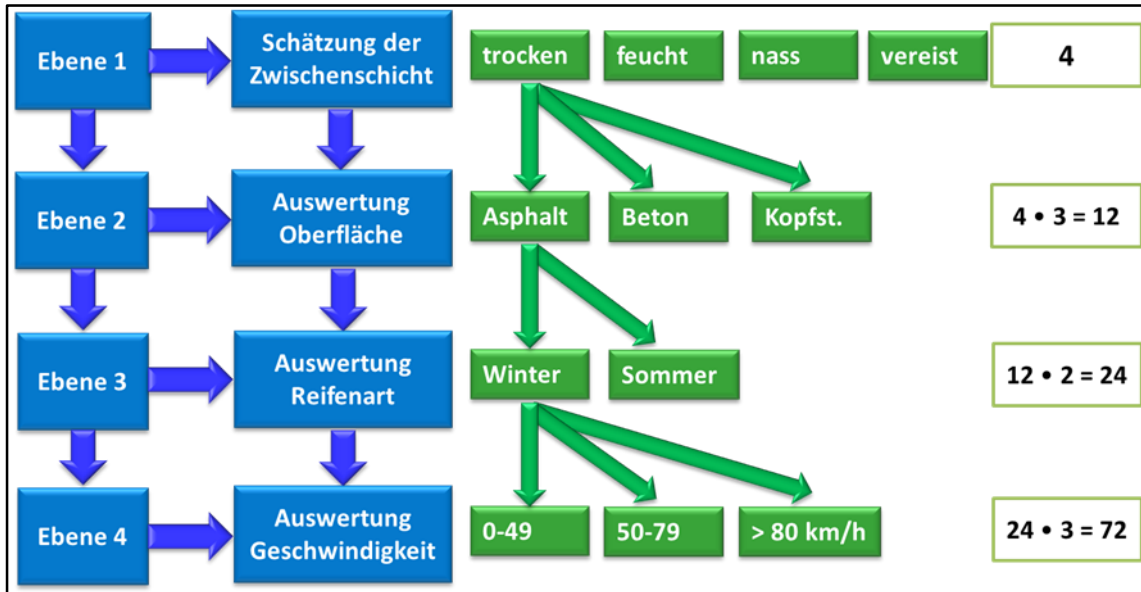 Ebene 1
Schätzung der
Zwischenschicht
trocken
feucht
nass
vereist
4
Ebene 2
Auswertung
Oberfläche
Asphalt
Beton
Kopfst.
4 • 3 = 12
Ebene 3
Auswertung
Reifenart
Winter
Sommer
12 • 2 = 24
Ebene 4
Auswertung
Geschwindigkeit
0-49
50-79
> 80 km/h
24 • 3 = 72